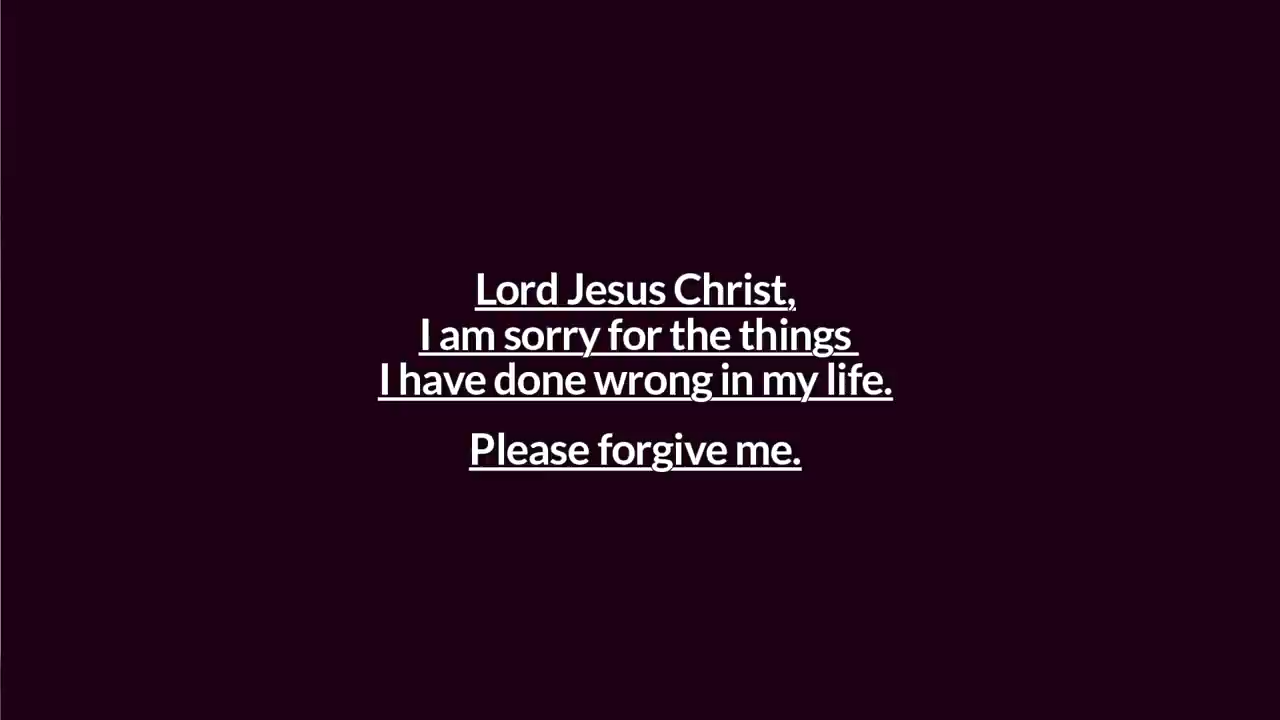 Lord Jesus Christ,
I am sorry for the things
I have done wrong in my life.
Please forgive me.